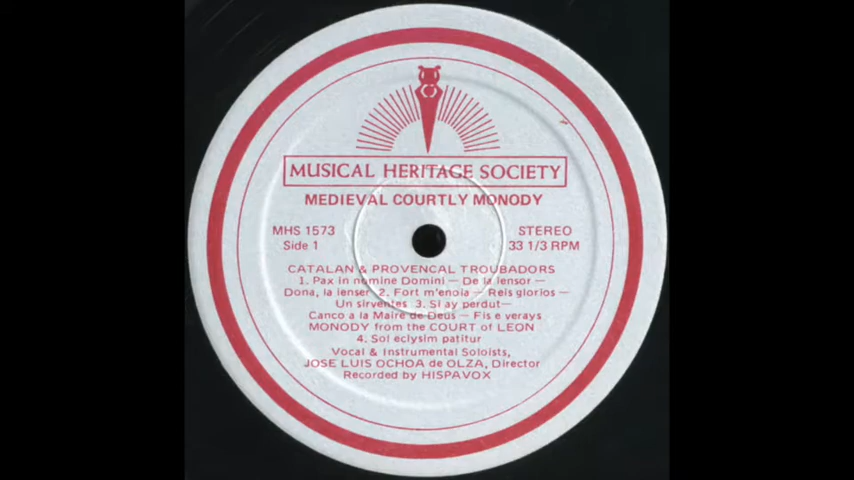 MUSICAL HERITAGE SOCIETY
MEDIEVAL COURTLY MONODY
MHS 1573 STEREO
Side 1 33 1/3 RPM
CATALAN & PROVENCAL TROUBADORS
1. Pax in nomine Domini — De la lensor —
Dona, la lenser 2. Fort m'enoia — Reis glorios —
Un sirventes 3. Si ay perdut—
Canco a la Maire de Deus — Fis e verays
MONODY from the COURT of LEON
4. Sol eclysim patitur
Vocal & Instrumental Soloists,
JOSE LUIS OCHOA de OLZA, Director
Recorded by HISPAVOX